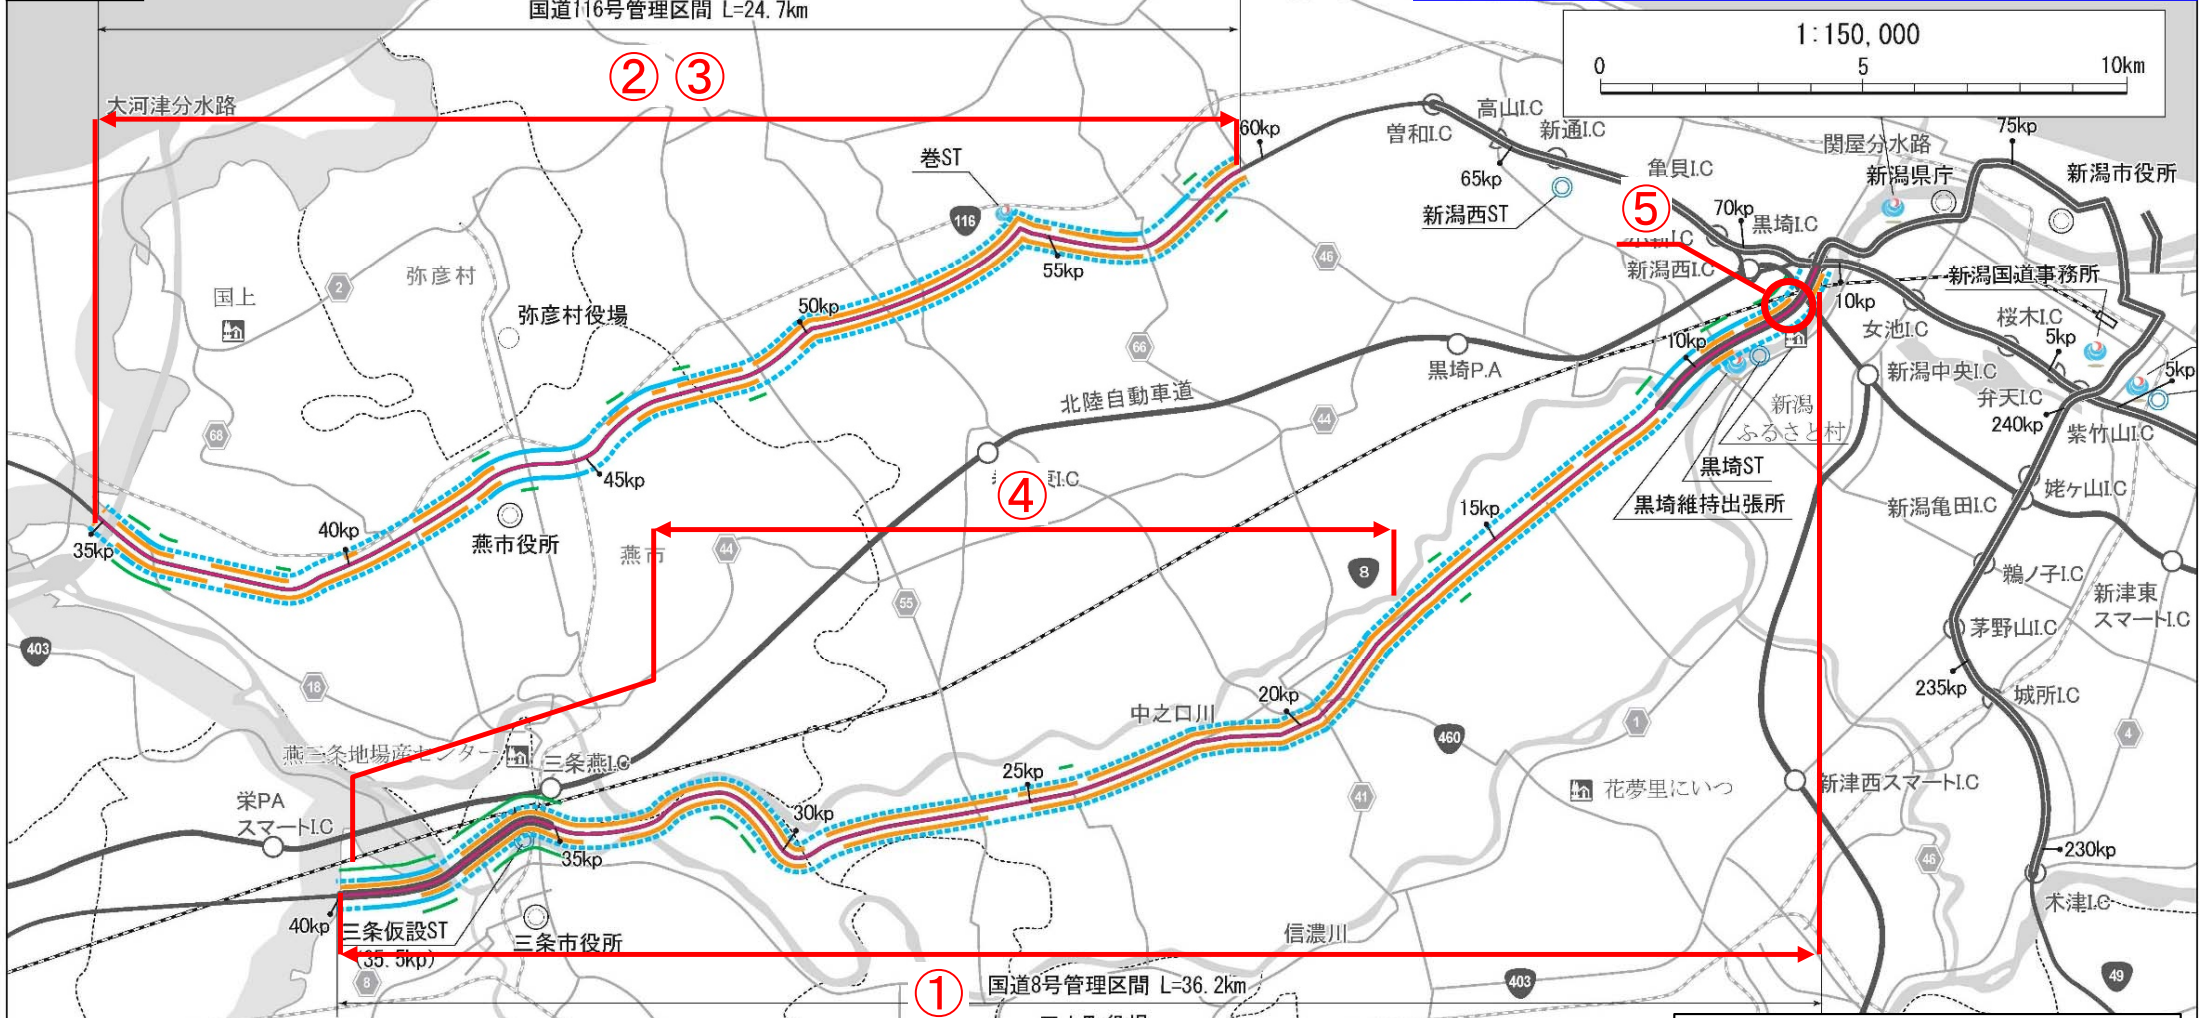 国道116号管理区間 L=24.7km
1:150,000
0 5 10km
② ③
大河津分水路
60kp
曽和I.C
高山I.C
新通I.C
65kp
新潟西ST
亀貝I.C
関屋分水路
75kp
新潟県庁
新潟市役所
巻ST
116
⑤
70kp
黒埼I.C
新潟西I.C
新潟国道事務所
55kp
46
国上
2
弥彦村
弥彦村役場
50kp
66
黒埼P.A
10kp
10kp
女池I.C
桜木I.C
5kp
5kp
新潟中央I.C
弁天I.C
240kp
紫竹山I.C
北陸自動車道
44
新潟
ふるさと村
68
45kp
黒埼ST
黒埼維持出張所
④
I.C
15kp
姥ヶ山I.C
新潟亀田I.C
35kp
40kp
燕市役所
燕市
44
8
鵜ノ子I.C
新津東
スマートI.C
55
403
茅野山I.C
18
235kp
城所I.C
20kp
中之口川
1
460
4
燕三条地場産センター
三条燕I.C
25kp
41
花夢里にいつ
新津西スマートI.C
栄PA
スマートI.C
30kp
35kp
46
230kp
40kp
三条仮設ST
(35.5kp)
三条市役所
信濃川
木津I.C
8
①
国道8号管理区間 L=36.2km
403
49